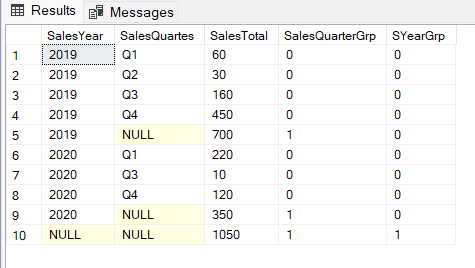 Results Messages
SalesYear SalesQuartes SalesTotal SalesQuarterGrp SYearGrp
1 2019 Q1 60 0 0
2 2019 Q2 30 0 0
3 2019 Q3 160 0 0
4 2019 Q4 450 0 0
5 2019 NULL 700 1 0
6 2020 Q1 220 0 0
7 2020 Q3 10 0 0
8 2020 Q4 120 0 0
9 2020 NULL 350 1 0
10 NULL NULL 1050 1 1